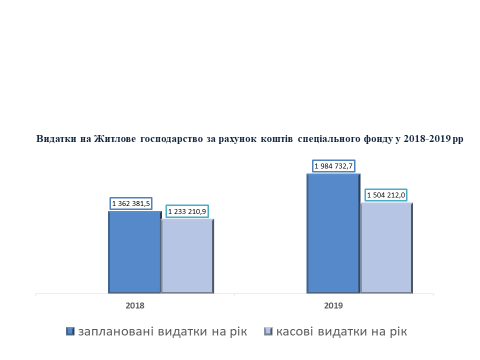 Видатки на Житлове господарство за рахунок коштів спеціального фонду у 2018-2019 рр
1 984 732,7
1 504 212,0
1 362 381,5
1 233 210,9
2018 2019
заплановані видатки на рік касові видатки на рік